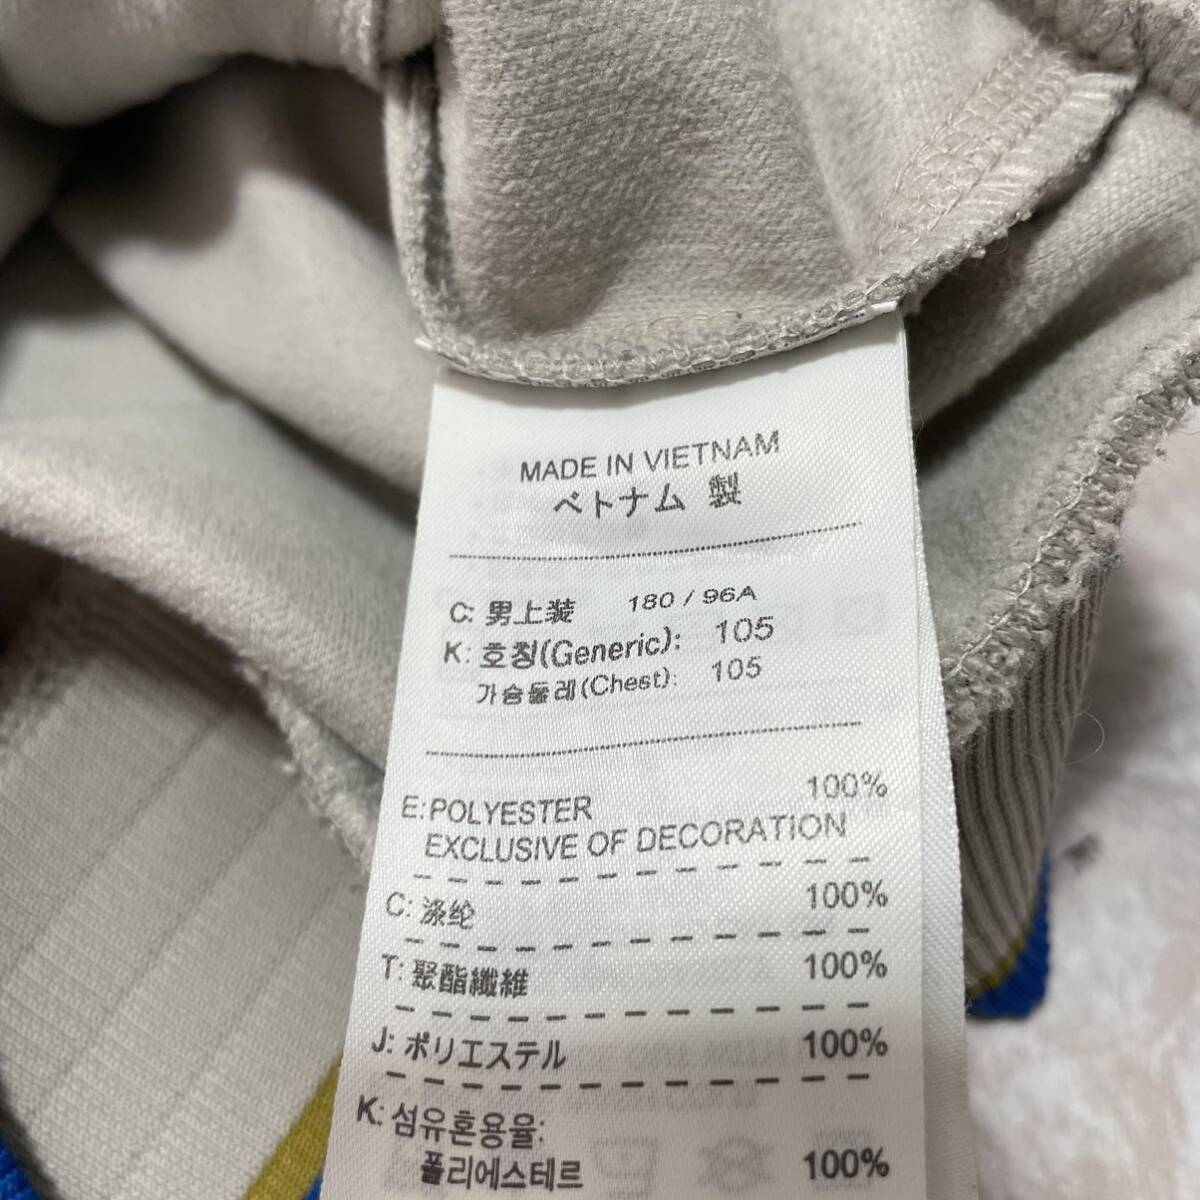 MADE IN VIETNAM
ベトナム 製
C: 男上装 180 / 96A
K: 호칭(Generic): 105
가슴둘레(Chest): 105
E: POLYESTER 100%
EXCLUSIVE OF DECORATION
C: 涤纶 100%
T: 聚酯纖維 100%
J: ポリエステル 100%
K: 섬유혼용율:
폴리에스테르 100%